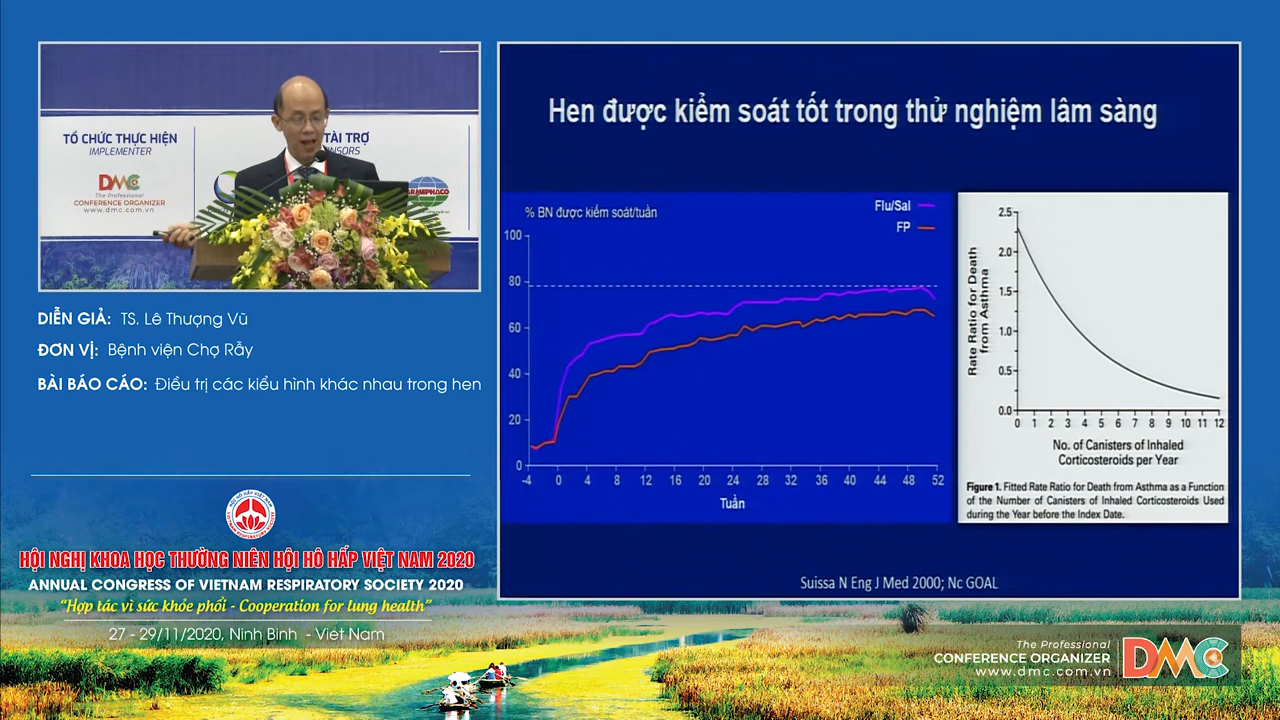 TỔ CHỨC THỰC HIỆN
IMPLEMENTER
TÀI TRỢ
DMC
The Professional
CONFERENCE ORGANIZER
www.dmc.com.vn
DIỄN GIẢ: TS. Lê Thượng Vũ
ĐƠN VỊ: Bệnh viện Chợ Rẫy
BÀI BÁO CÁO: Điều trị các kiểu hình khác nhau trong hen
HỘI NGHỊ KHOA HỌC THƯỜNG NIÊN HỘI HÔ HẤP VIỆT NAM 2020
ANNUAL CONGRESS OF VIETNAM RESPIRATORY SOCIETY 2020
“Hợp tác vì sức khỏe phổi - Cooperation for lung health”
27 - 29/11/2020, Ninh Binh - Viet Nam
Hen được kiểm soát tốt trong thử nghiệm lâm sàng
% BN được kiểm soát/tuần
Flu/Sal
FP
100
80
60
40
20
0
-4 0 4 8 12 16 20 24 28 32 36 40 44 48 52
Tuần
Rate Ratio for Death
from Asthma
2.5
2.0
1.5
1.0
0.5
0.0
0 1 2 3 4 5 6 7 8 9 10 11 12
No. of Canisters of Inhaled
Corticosteroids per Year
Figure 1. Fitted Rate Ratio for Death from Asthma as a Function
of the Number of Canisters of Inhaled Corticosteroids Used
during the Year before the Index Date.
Suissa N Eng J Med 2000; Nc GOAL
The Professional
CONFERENCE ORGANIZER
www.dmc.com.vn
DMC